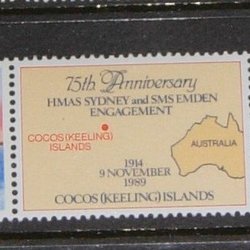 75th Anniversary
HMAS SYDNEY and SMS EMDEN
ENGAGEMENT
COCOS (KEELING)
ISLANDS
AUSTRALIA
1914
9 NOVEMBER
1989
COCOS (KEELING) ISLANDS